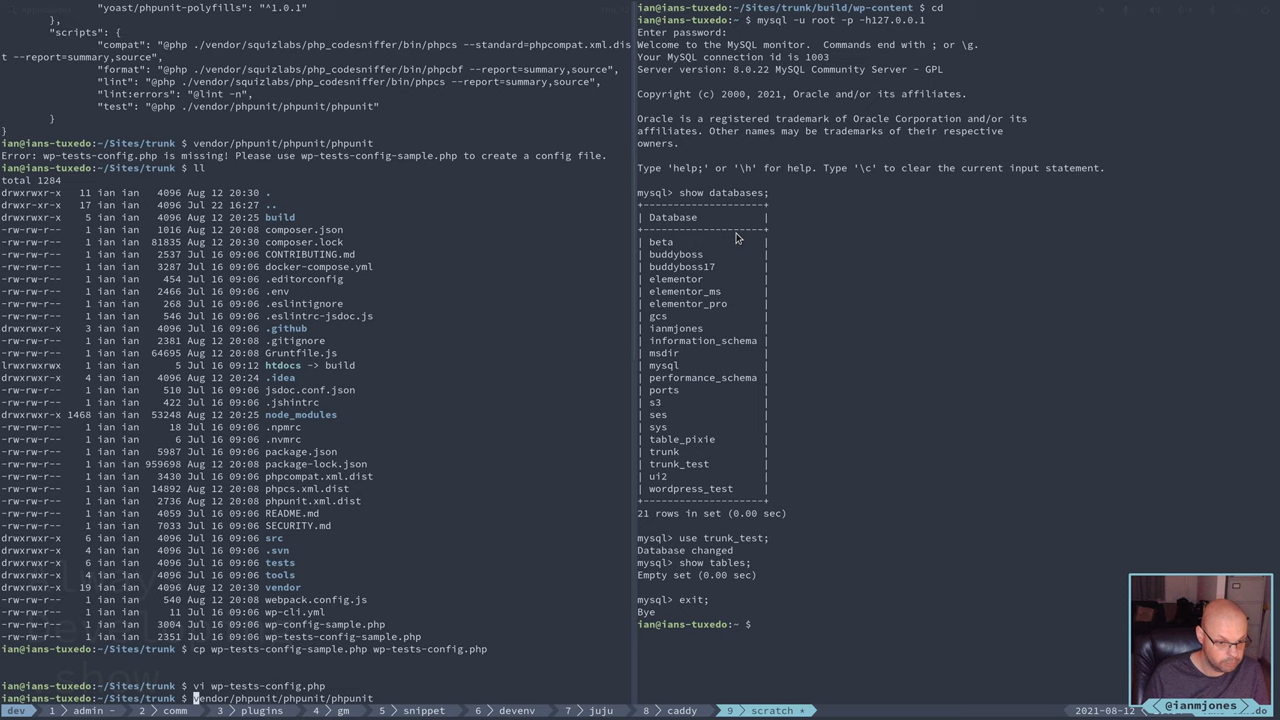 "yoast/phpunit-polyfills": "^1.0.1"
},
"scripts": {
"compat": "@php ./vendor/squizlabs/php_codesniffer/bin/phpcs --standard=phpcompat.xml.dis
t --report=summary,source",
"format": "@php ./vendor/squizlabs/php_codesniffer/bin/phpcbf --report=summary,source",
"lint": "@php ./vendor/squizlabs/php_codesniffer/bin/phpcs --report=summary,source",
"lint:errors": "@lint -n",
"test": "@php ./vendor/phpunit/phpunit/phpunit"
}
}
ian@ians-tuxedo:~/Sites/trunk $ vendor/phpunit/phpunit/phpunit
Error: wp-tests-config.php is missing! Please use wp-tests-config-sample.php to create a config file.
ian@ians-tuxedo:~/Sites/trunk $ ll
total 1284
drwxrwxr-x 11 ian ian 4096 Aug 12 20:30 .
drwxr-xr-x 17 ian ian 4096 Jul 22 16:27 ..
drwxrwxr-x 5 ian ian 4096 Aug 12 20:25 build
-rw-rw-r-- 1 ian ian 1016 Aug 12 20:08 composer.json
-rw-rw-r-- 1 ian ian 81835 Aug 12 20:30 composer.lock
-rw-rw-r-- 1 ian ian 2537 Jul 16 09:06 CONTRIBUTING.md
-rw-rw-r-- 1 ian ian 3287 Jul 16 09:06 docker-compose.yml
-rw-rw-r-- 1 ian ian 454 Jul 16 09:06 .editorconfig
-rw-rw-r-- 1 ian ian 2466 Jul 16 09:06 .env
-rw-rw-r-- 1 ian ian 268 Jul 16 09:06 .eslintignore
-rw-rw-r-- 1 ian ian 546 Jul 16 09:06 .eslintrc-jsdoc.js
drwxrwxr-x 3 ian ian 4096 Jul 16 09:06 .github
-rw-rw-r-- 1 ian ian 2381 Aug 12 20:08 .gitignore
-rw-rw-r-- 1 ian ian 64695 Aug 12 20:08 Gruntfile.js
lrwxrwxrwx 1 ian ian 5 Jul 16 09:12 htdocs -> build
drwxrwxr-x 4 ian ian 4096 Aug 12 20:24 .idea
-rw-rw-r-- 1 ian ian 510 Jul 16 09:06 jsdoc.conf.json
-rw-rw-r-- 1 ian ian 422 Jul 16 09:06 .jshintrc
drwxrwxr-x 1468 ian ian 53248 Aug 12 20:25 node_modules
-rw-rw-r-- 1 ian ian 18 Jul 16 09:06 .npmrc
-rw-rw-r-- 1 ian ian 6 Jul 16 09:06 .nvmrc
-rw-rw-r-- 1 ian ian 5987 Aug 12 20:08 package.json
-rw-rw-r-- 1 ian ian 959698 Aug 12 20:08 package-lock.json
-rw-rw-r-- 1 ian ian 3430 Jul 16 09:06 phpcompat.xml.dist
-rw-rw-r-- 1 ian ian 14892 Jul 16 09:06 phpcs.xml.dist
-rw-rw-r-- 1 ian ian 2736 Aug 12 20:08 phpunit.xml.dist
-rw-rw-r-- 1 ian ian 4059 Jul 16 09:06 README.md
-rw-rw-r-- 1 ian ian 7033 Jul 16 09:06 SECURITY.md
drwxrwxr-x 6 ian ian 4096 Jul 16 09:06 src
drwxrwxr-x 4 ian ian 4096 Aug 12 20:08 .svn
drwxrwxr-x 6 ian ian 4096 Jul 16 09:06 tests
drwxrwxr-x 4 ian ian 4096 Jul 16 09:06 tools
drwxrwxr-x 19 ian ian 4096 Aug 12 20:30 vendor
-rw-rw-r-- 1 ian ian 540 Aug 12 20:08 webpack.config.js
-rw-rw-r-- 1 ian ian 11 Jul 16 09:06 wp-cli.yml
-rw-rw-r-- 1 ian ian 3004 Jul 16 09:06 wp-config-sample.php
-rw-rw-r-- 1 ian ian 2351 Jul 16 09:06 wp-tests-config-sample.php
ian@ians-tuxedo:~/Sites/trunk $ cp wp-tests-config-sample.php wp-tests-config.php
ian@ians-tuxedo:~/Sites/trunk $ vi wp-tests-config.php
ian@ians-tuxedo:~/Sites/trunk $ vendor/phpunit/phpunit/phpunit
ian@ians-tuxedo:~/Sites/trunk/build/wp-content $ cd
ian@ians-tuxedo:~ $ mysql -u root -p -h127.0.0.1
Enter password:
Welcome to the MySQL monitor.  Commands end with ; or \g.
Your MySQL connection id is 1003
Server version: 8.0.22 MySQL Community Server - GPL
Copyright (c) 2000, 2021, Oracle and/or its affiliates.
Oracle is a registered trademark of Oracle Corporation and/or its
affiliates. Other names may be trademarks of their respective
owners.
Type 'help;' or '\h' for help. Type '\c' to clear the current input statement.
mysql> show databases;
+--------------------+
| Database           |
+--------------------+
| beta               |
| buddyboss          |
| buddyboss17        |
| elementor          |
| elementor_ms       |
| elementor_pro      |
| gcs                |
| ianmjones          |
| information_schema |
| msdir              |
| mysql              |
| performance_schema |
| ports              |
| s3                 |
| ses                |
| sys                |
| table_pixie        |
| trunk              |
| trunk_test         |
| ui2                |
| wordpress_test     |
+--------------------+
21 rows in set (0.00 sec)
mysql> use trunk_test;
Database changed
mysql> show tables;
Empty set (0.00 sec)
mysql> exit;
Bye
ian@ians-tuxedo:~ $
dev 1 admin - 2 comm 3 plugins 4 gm 5 snippet 6 devenv 7 juju 8 caddy 9 scratch * 2021-08-12
<@ianmjones>